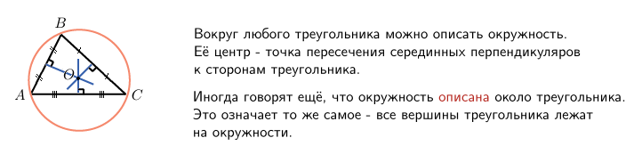 B
O
A
C
Вокруг любого треугольника можно описать окружность.
Её центр - точка пересечения серединных перпендикуляров
к сторонам треугольника.
Иногда говорят ещё, что окружность описана около треугольника.
Это означает то же самое - все вершины треугольника лежат
на окружности.